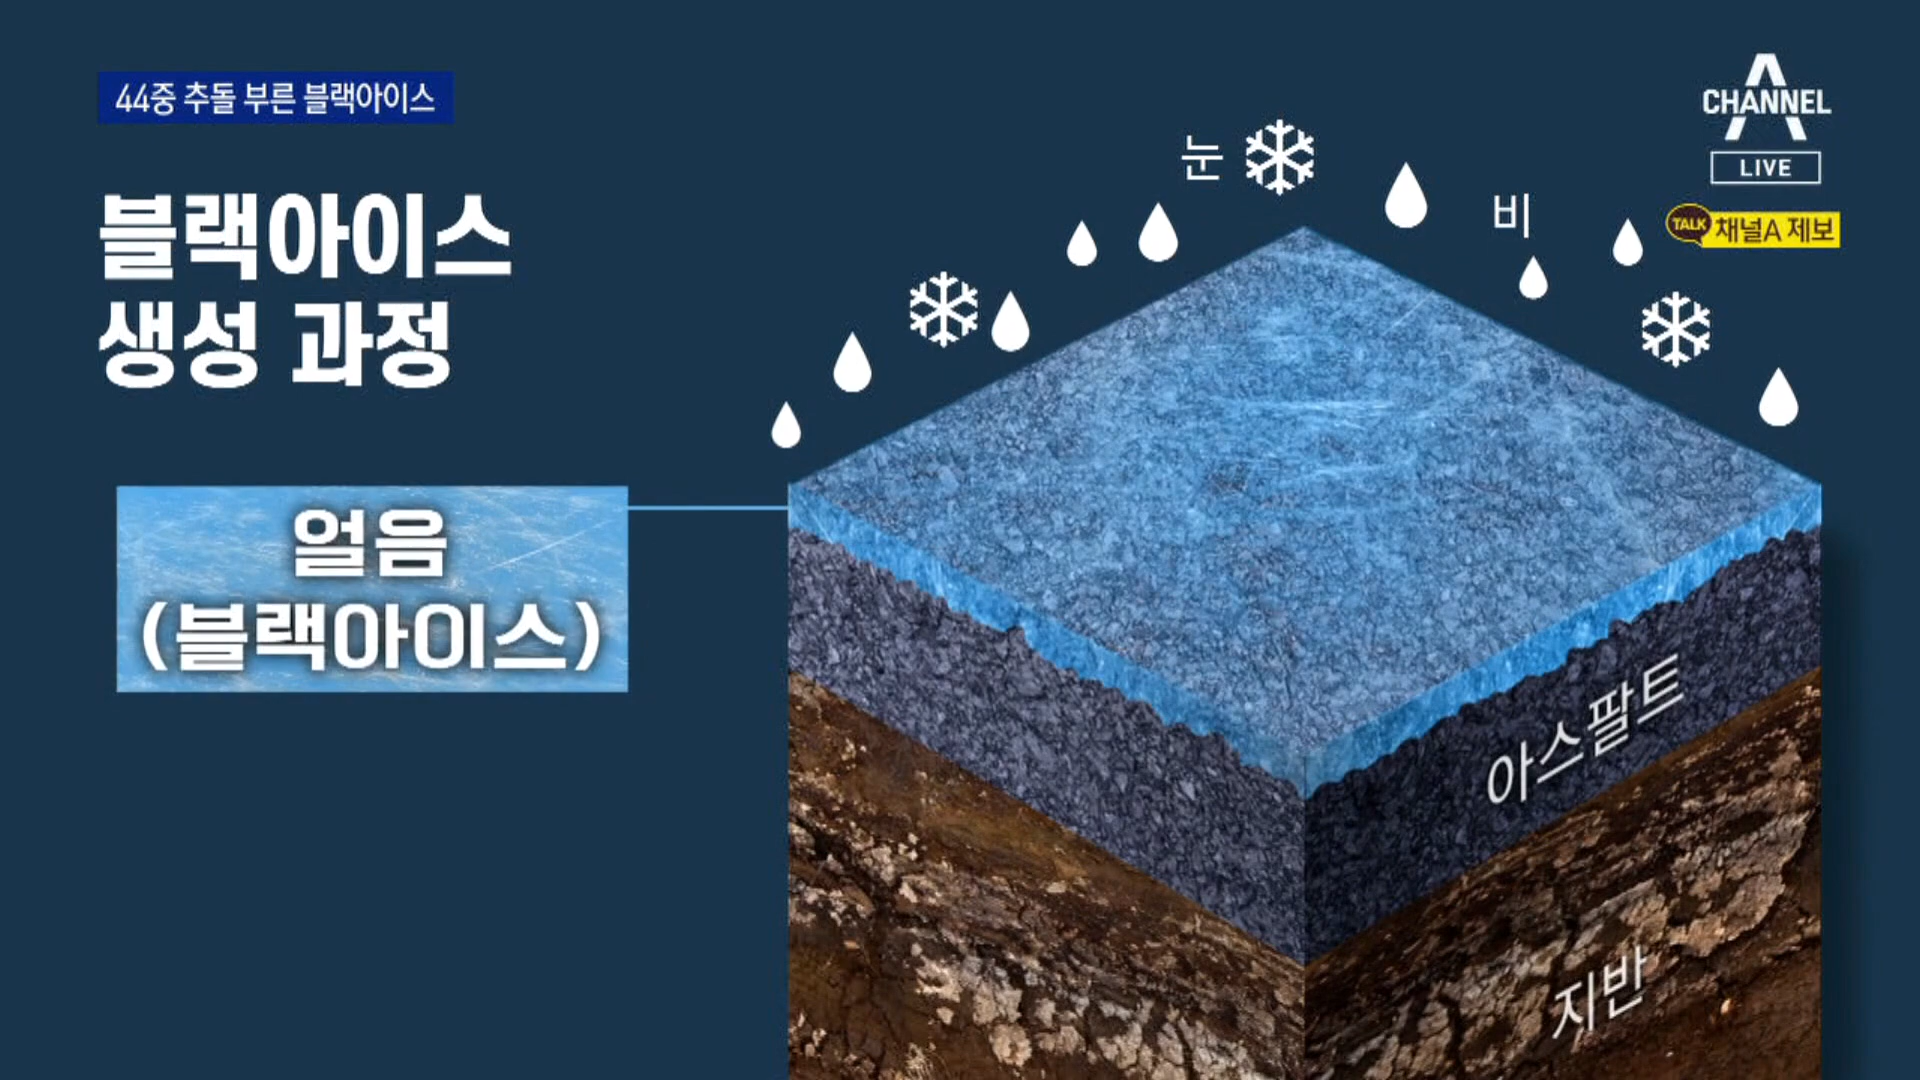 44중 추돌 부른 블랙아이스
CHANNEL A
LIVE
TALK 채널A 제보
블랙아이스
생성 과정
눈
비
얼음
(블랙아이스)
아스팔트
지반